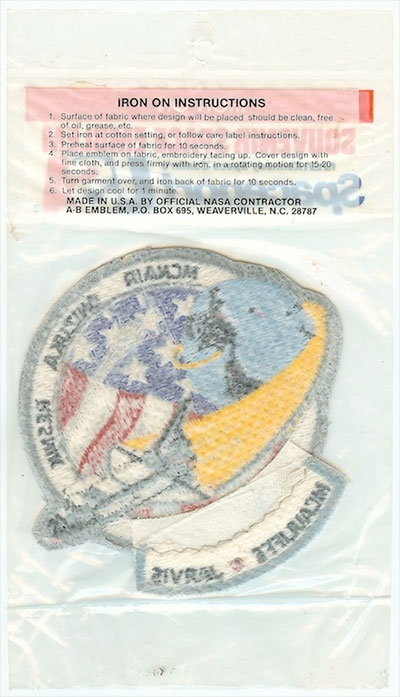 IRON ON INSTRUCTIONS
1. Surface of fabric where design will be placed should be clean, free
of oil, grease, etc.
2. Set iron at cotton setting, or follow care label instructions.
3. Preheat surface of fabric for 10 seconds.
4. Place emblem on fabric, embroidery facing up. Cover design with
fine cloth, and press firmly with iron, in a rotating motion for 15-20
seconds.
5. Turn garment over, and iron back of fabric for 10 seconds.
6. Let design cool for 1 minute.
MADE IN U.S.A. BY OFFICIAL NASA CONTRACTOR
A-B EMBLEM, P.O. BOX 695, WEAVERVILLE, N.C. 28787
SOUVENIR
McNAIR
ONIZUKA
RESNIK
McAULIFFE
JARVIS